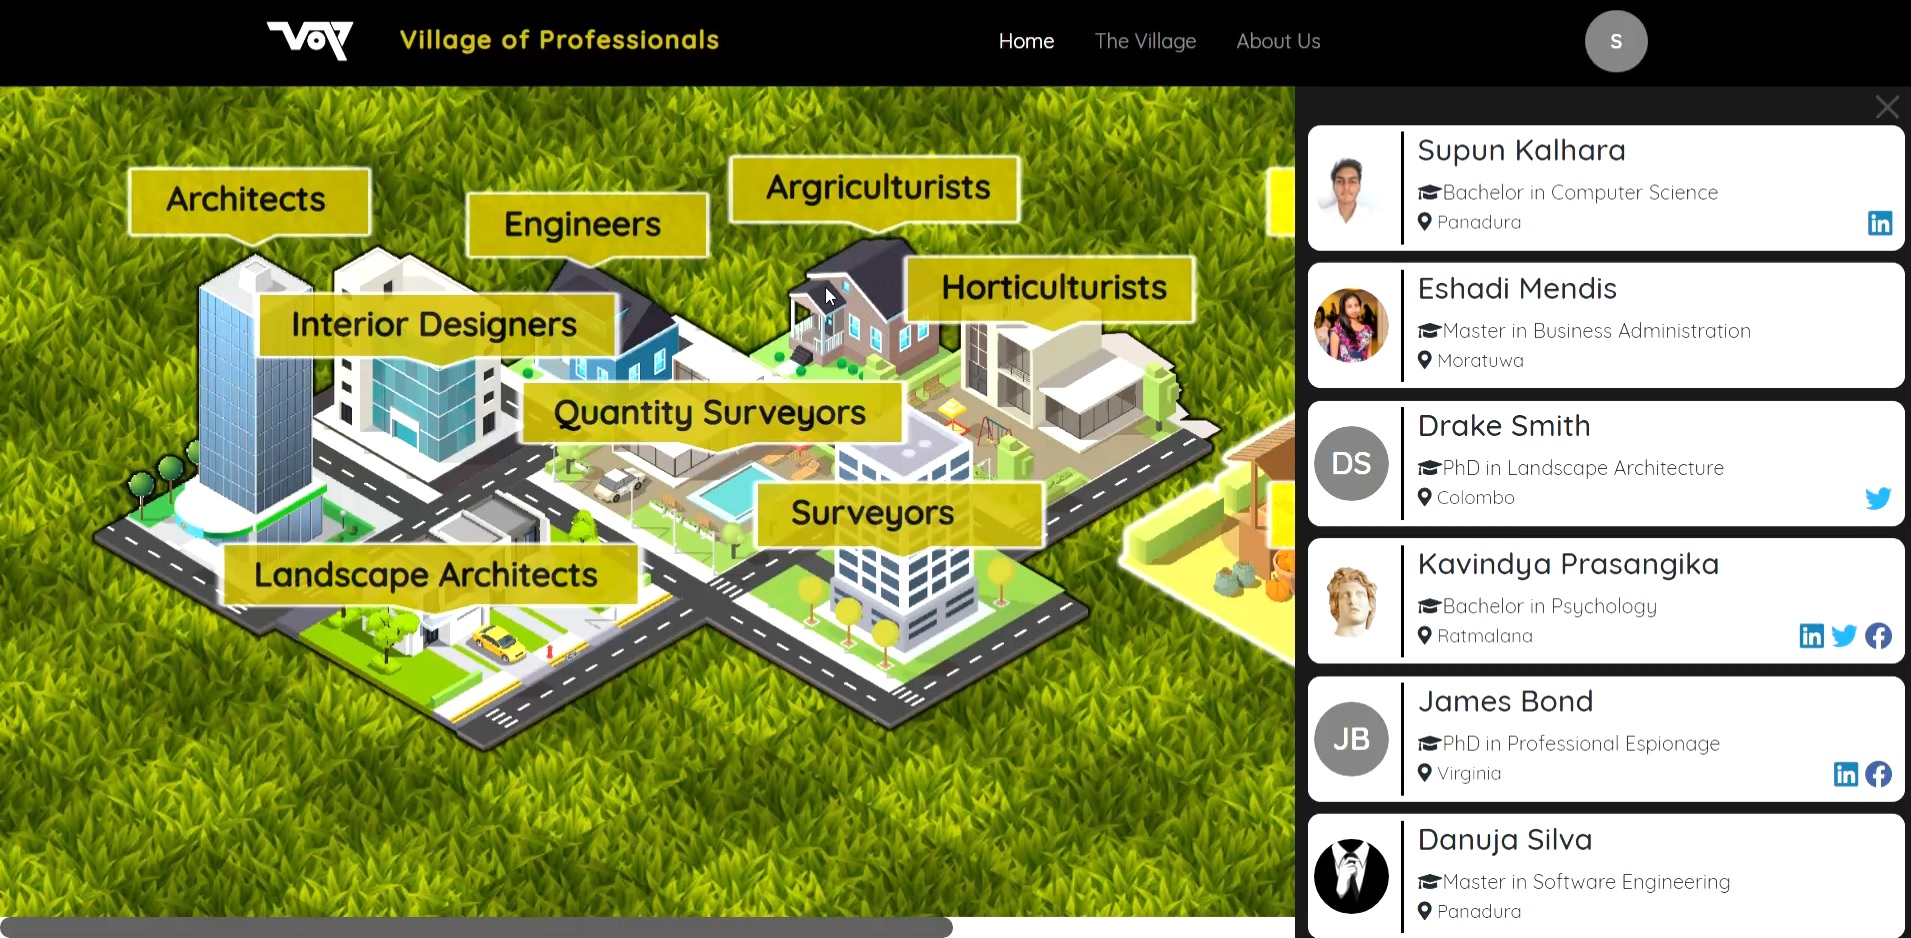 VOP
Village of Professionals
Home
The Village
About Us
S
Architects
Engineers
Argriculturists
Horticulturists
Interior Designers
Quantity Surveyors
Surveyors
Landscape Architects
Supun Kalhara
Bachelor in Computer Science
Panadura
in
Eshadi Mendis
Master in Business Administration
Moratuwa
DS
Drake Smith
PhD in Landscape Architecture
Colombo
Kavindya Prasangika
Bachelor in Psychology
Ratmalana
in
JB
James Bond
PhD in Professional Espionage
Virginia
in
Danuja Silva
Master in Software Engineering
Panadura